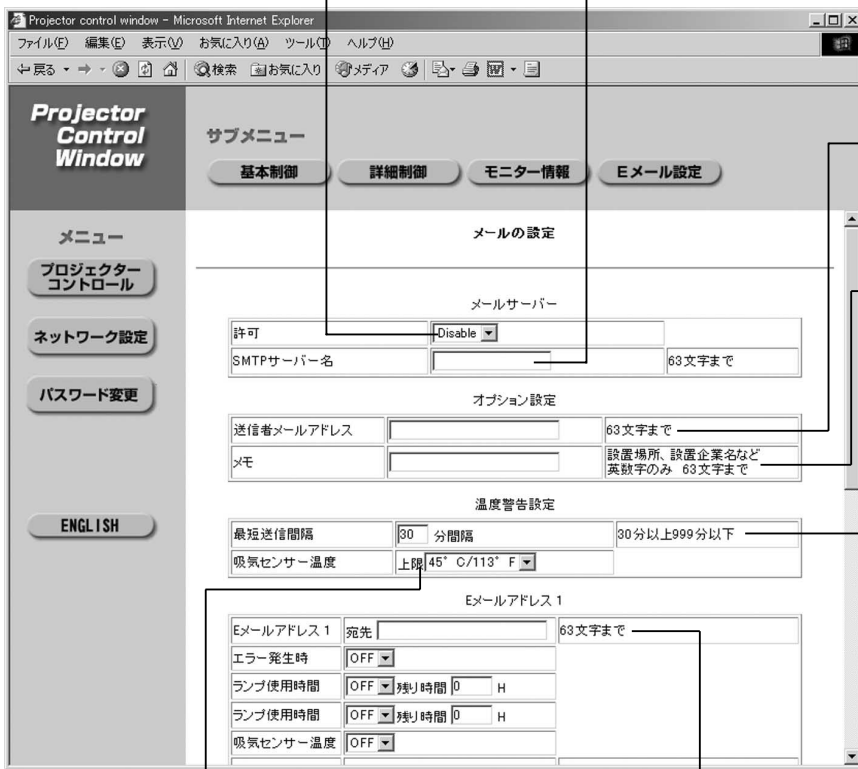 Projector control window - Microsoft Internet Explorer
ファイル(F) 編集(E) 表示(V) お気に入り(A) ツール(T) ヘルプ(H)
戻る 検索 お気に入り メディア
Projector
Control
Window
サブメニュー
基本制御 詳細制御 モニター情報 Eメール設定
メニュー
プロジェクター
コントロール
ネットワーク設定
パスワード変更
ENGLISH
メールの設定
メールサーバー
許可 Disable
SMTPサーバー名 63文字まで
オプション設定
送信者メールアドレス 63文字まで
メモ 設置場所、設置企業名など
英数字のみ 63文字まで
温度警告設定
最短送信間隔 30 分間隔 30分以上999分以下
吸気センサー温度 上限 45°C/113°F
Eメールアドレス1
Eメールアドレス1 宛先 63文字まで
エラー発生時 OFF
ランプ使用時間 OFF 残り時間 0 H
ランプ使用時間 OFF 残り時間 0 H
吸気センサー温度 OFF